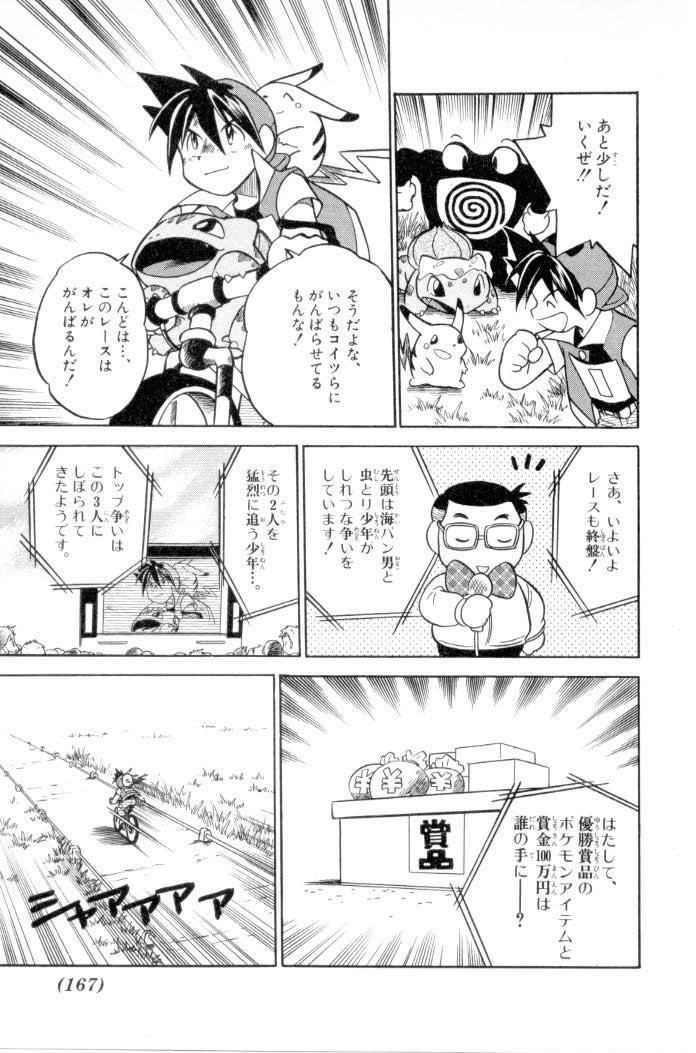 あと少しだ!
いくぜ!!
そうだよな、
いつもコイツらに
がんばらせてる
もんな!
こんどは…、
このレースは
オレが
がんばるんだ!
さあ、いよいよ
レースも終盤!
先頭は海パン男と
虫とり少年か
しれつな争いを
しています!
その2人を
猛烈に追う少年…。
トップ争いは
この3人に
しぼられて
きたようです。
はたして、
優勝賞品の
ポケモンアイテムと
賞金100万円は
誰の手に──?
¥
¥
¥
賞品
ミャアアアア
(167)